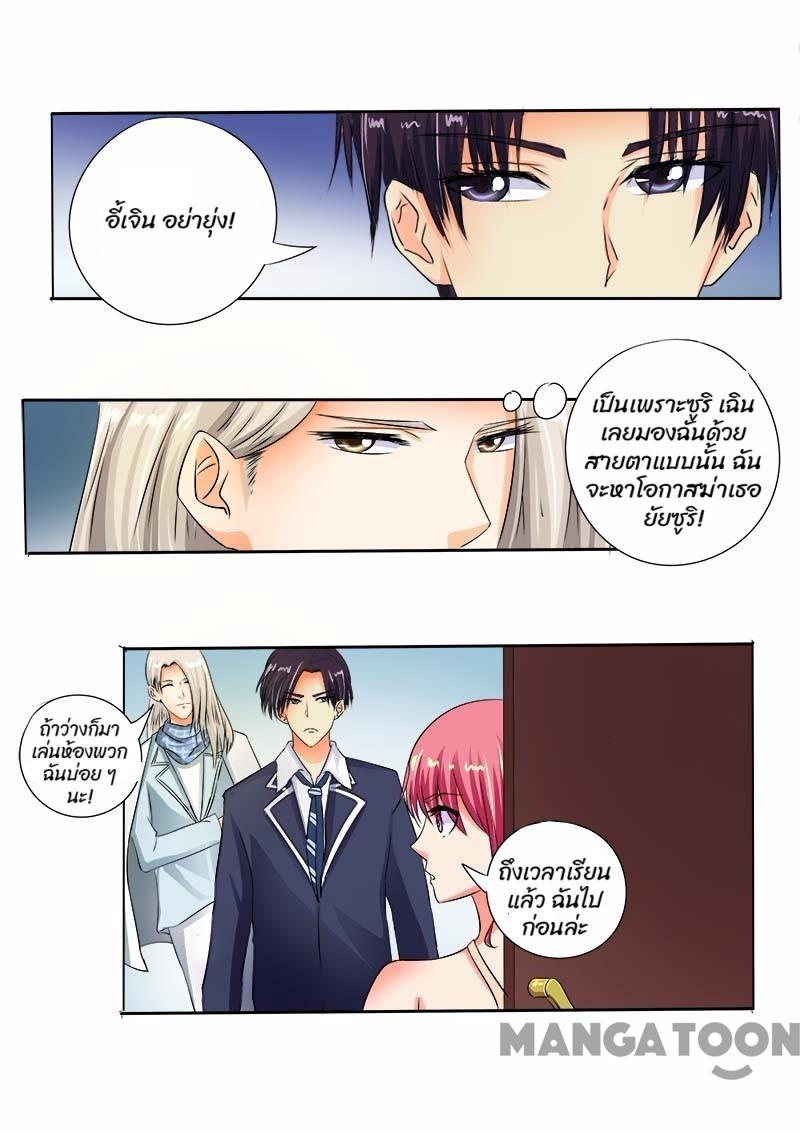 อี้เจิน อย่ายุ่ง!
เป็นเพราะซูริ เฉิน
เลยมองฉันด้วย
สายตาแบบนั้น ฉัน
จะหาโอกาสฆ่าเธอ
ยัยซูริ!
ถ้าว่างก็มา
เล่นห้องพวก
ฉันบ่อย ๆ
นะ!
ถึงเวลาเรียน
แล้ว ฉันไป
ก่อนล่ะ
MANGATOON